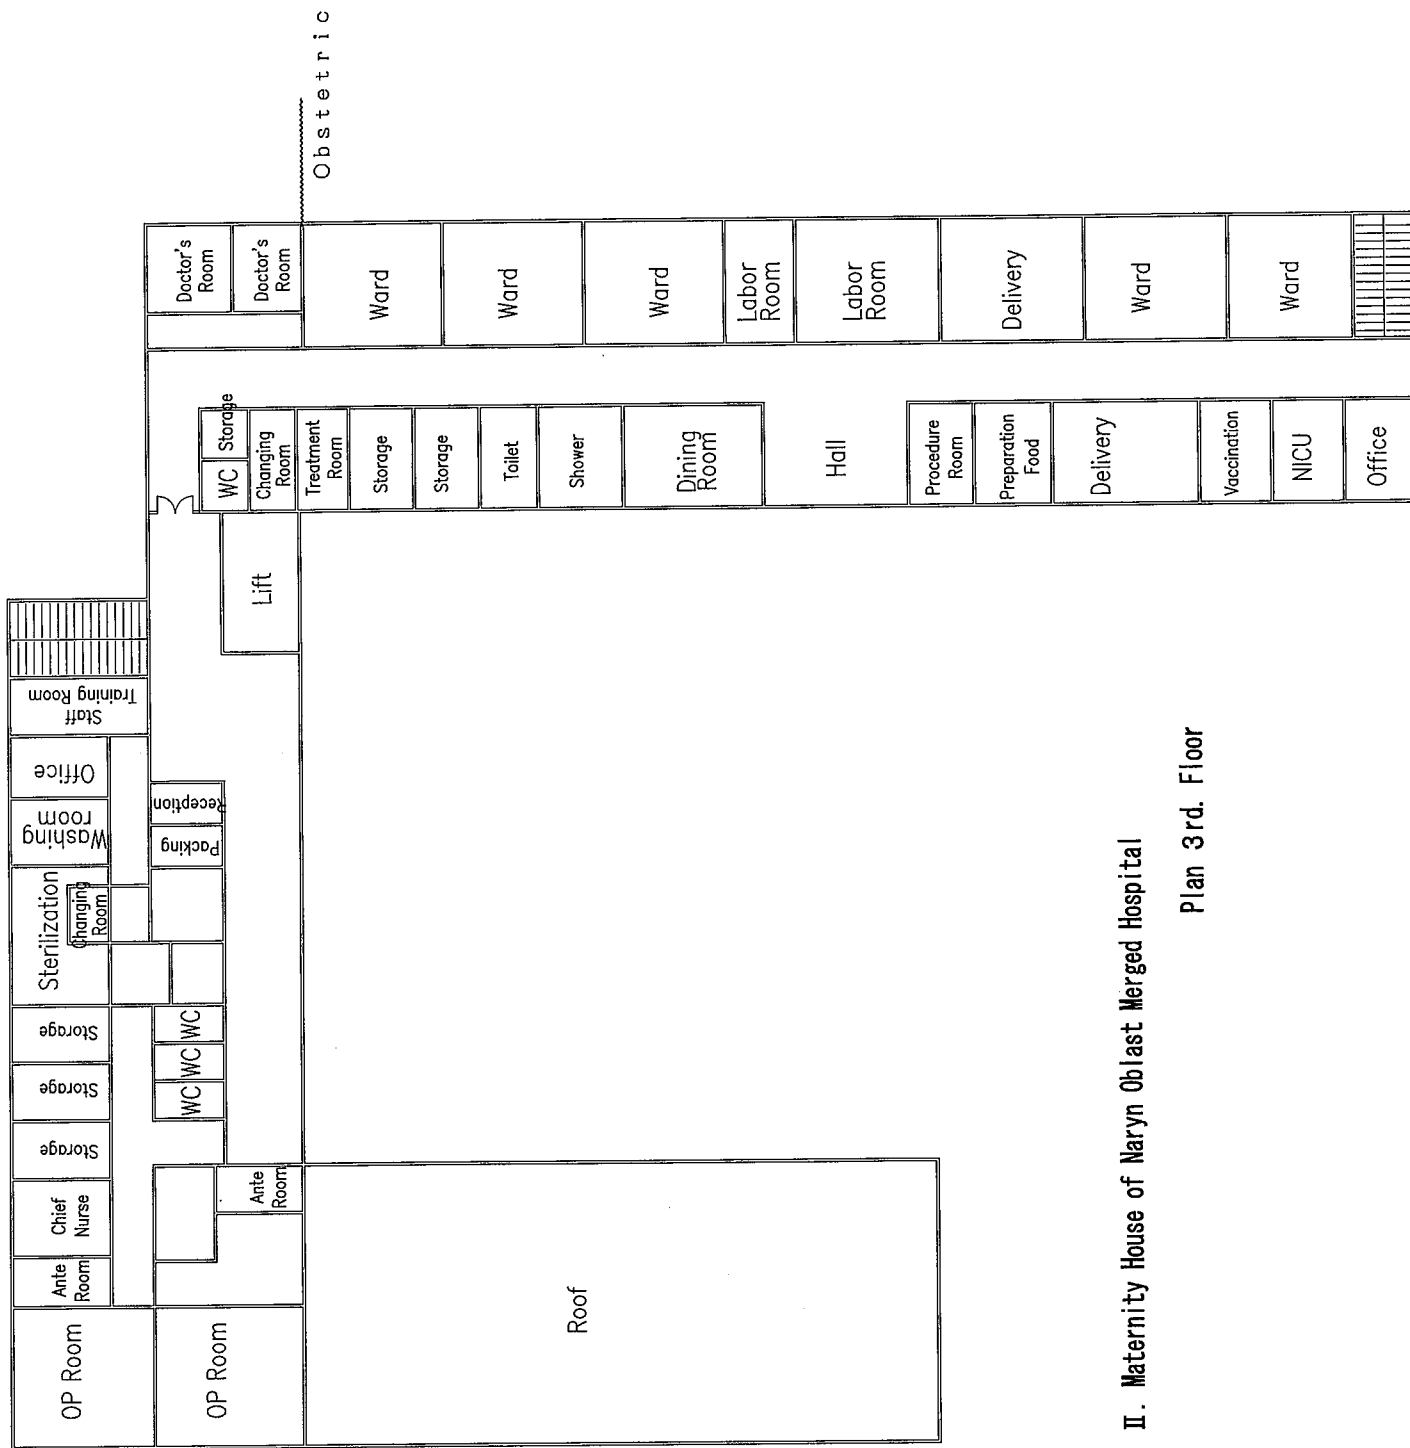 Obstetric
Doctor's
Room
Doctor's
Room
Ward
Ward
Ward
Labor
Room
Labor
Room
Delivery
Ward
Ward
WC
Storage
Changing
Room
Treatment
Room
Storage
Storage
Toilet
Shower
Dining
Room
Hall
Procedure
Room
Preparation
Food
Delivery
Vaccination
NICU
Office
Lift
Staff
Training Room
Office
Washing
room
Reception
Packing
Sterilization
Changing
Room
Storage
Storage
Storage
WC
WC
WC
Chief
Nurse
Ante
Room
Ante
Room
OP Room
OP Room
Roof
II. Maternity House of Naryn Oblast Merged Hospital
Plan 3rd. Floor